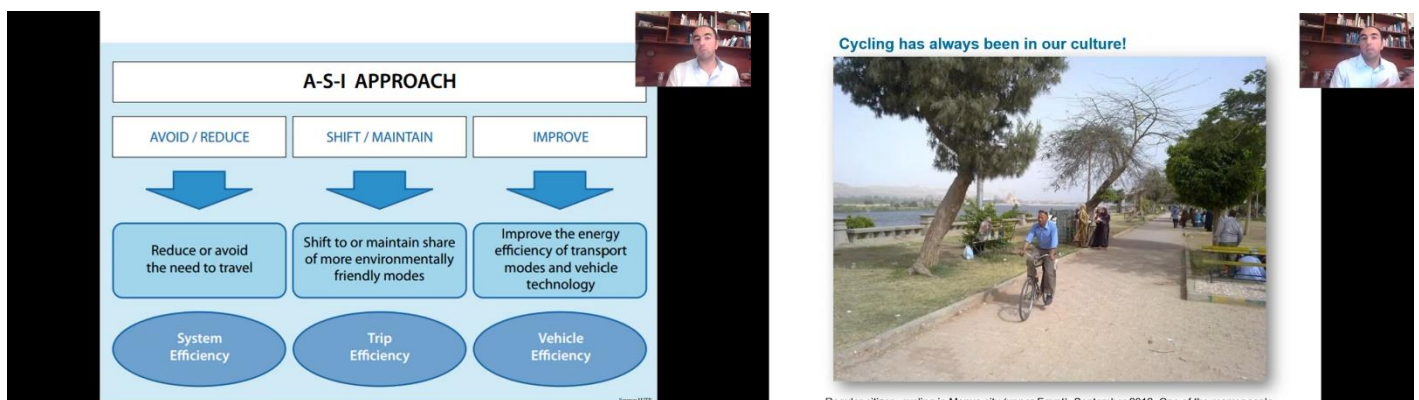 A-S-I APPROACH
AVOID / REDUCE
SHIFT / MAINTAIN
IMPROVE
Reduce or avoid
the need to travel
Shift to or maintain share
of more environmentally
friendly modes
Improve the energy
efficiency of transport
modes and vehicle
technology
System
Efficiency
Trip
Efficiency
Vehicle
Efficiency
Cycling has always been in our culture!